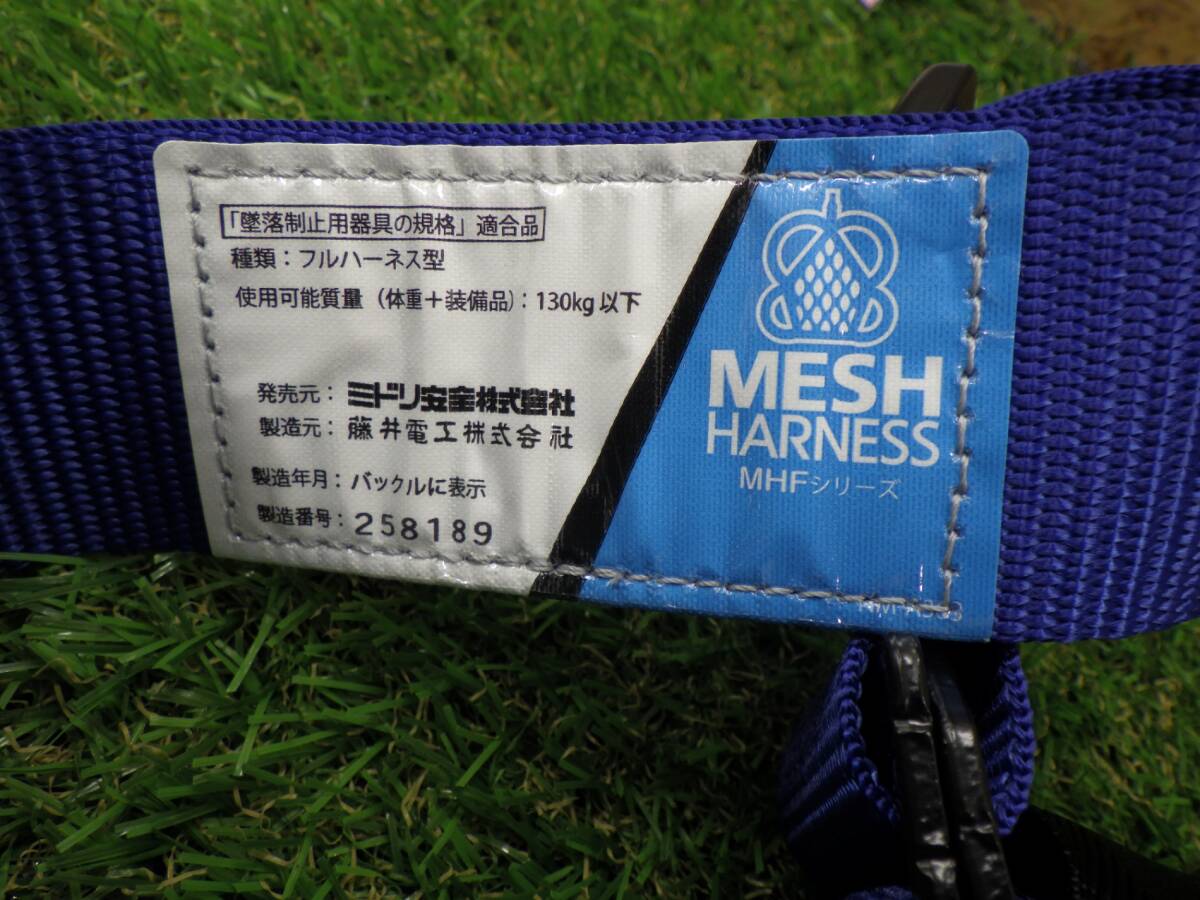 「墜落制止用器具の規格」適合品
種類：フルハーネス型
使用可能質量（体重＋装備品）：130kg 以下
発売元：ミドリ安全株式会社
製造元：藤井電工株式会社
製造年月：バックルに表示
製造番号：258189
MESH
HARNESS
MHFシリーズ